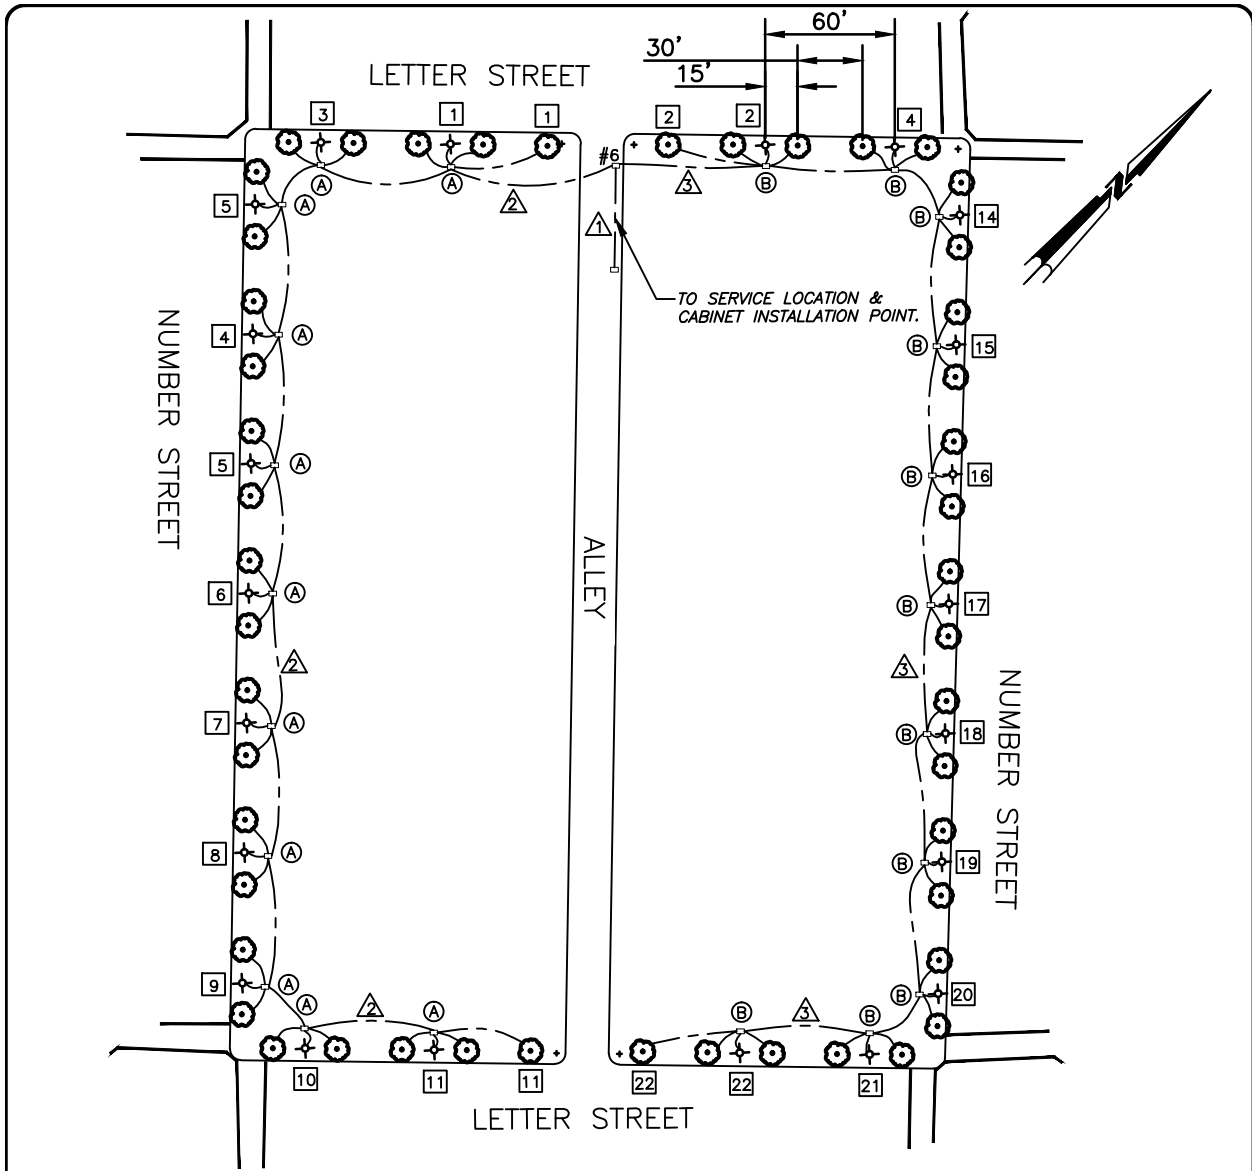 60'
30'
15'
LETTER STREET
3
1
1
2
2
4
#6
A
A
2
3
B
B
5
A
B
14
1
TO SERVICE LOCATION &
CABINET INSTALLATION POINT.
NUMBER STREET
4
A
B
15
5
A
B
16
ALLEY
6
A
B
17
2
3
NUMBER STREET
7
A
B
18
8
A
B
19
9
A
B
20
A
2
A
B
3
B
10
11
11
22
22
21
LETTER STREET
N